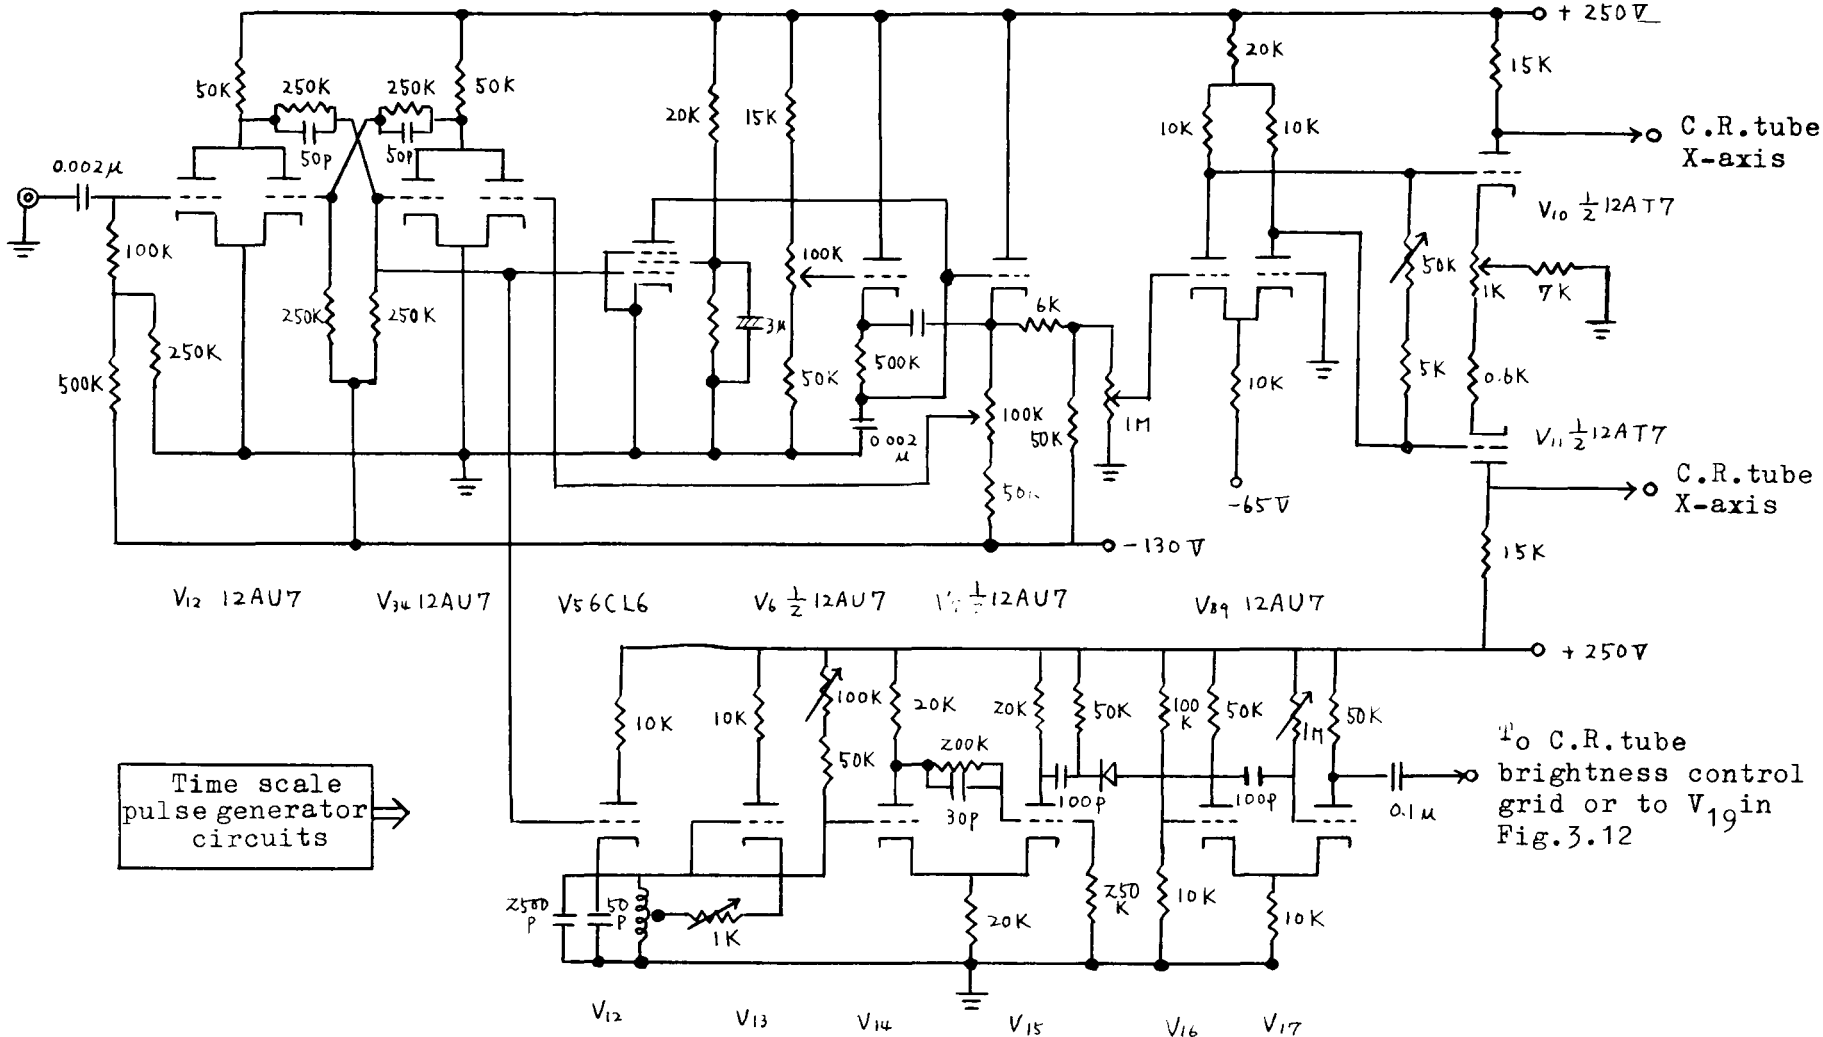 + 250V
50K
250K
250K
50K
50P
50P
20K
15K
20K
10K
10K
15K
C.R.tube
X-axis
0.002μ
100K
500K
250K
250K
250K
3μ
100K
50K
500K
0.002
μ
6K
100K
50K
1M
10K
-65V
50K
5K
1K
7K
0.6K
V10 ½ 12AT7
V11 ½ 12AT7
C.R.tube
X-axis
-130V
15K
V12 12AU7
V34 12AU7
V5 6CL6
V6 ½ 12AU7
12AU7
V89 12AU7
+ 250V
10K
10K
100K
50K
20K
200K
30P
20K
50K
100P
100
K
50K
100P
1M
50K
0.1μ
To C.R.tube
brightness control
grid or to V19 in
Fig.3.12
Time scale
pulse generator
circuits
2500
P
50
P
1K
20K
250
K
10K
10K
V12
V13
V14
V15
V16
V17